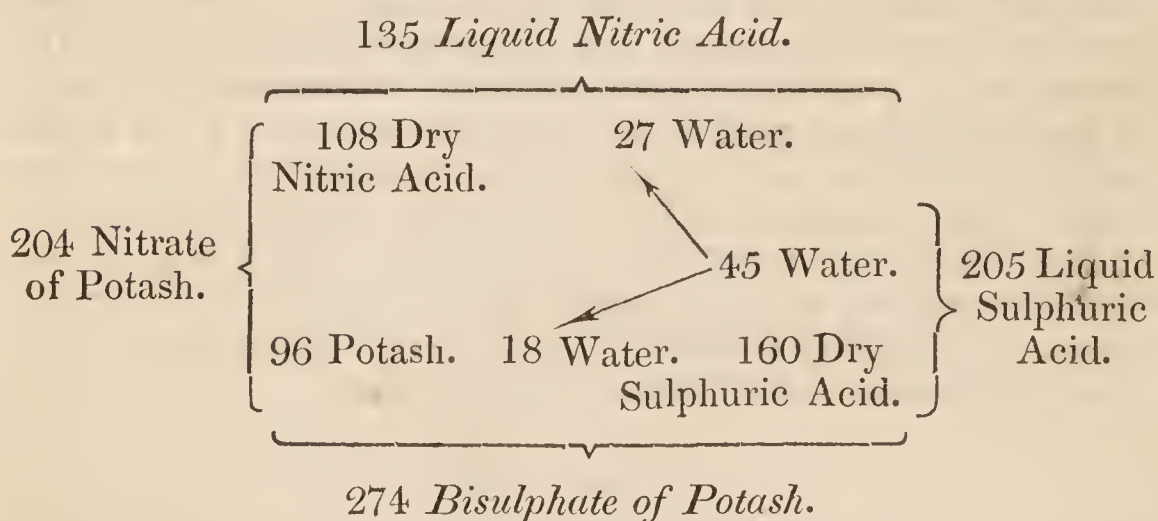 135 Liquid Nitric Acid.
108 Dry
Nitric Acid.
27 Water.
204 Nitrate
of Potash.
45 Water.
205 Liquid
Sulphuric
Acid.
96 Potash.
18 Water.
160 Dry
Sulphuric Acid.
274 Bisulphate of Potash.